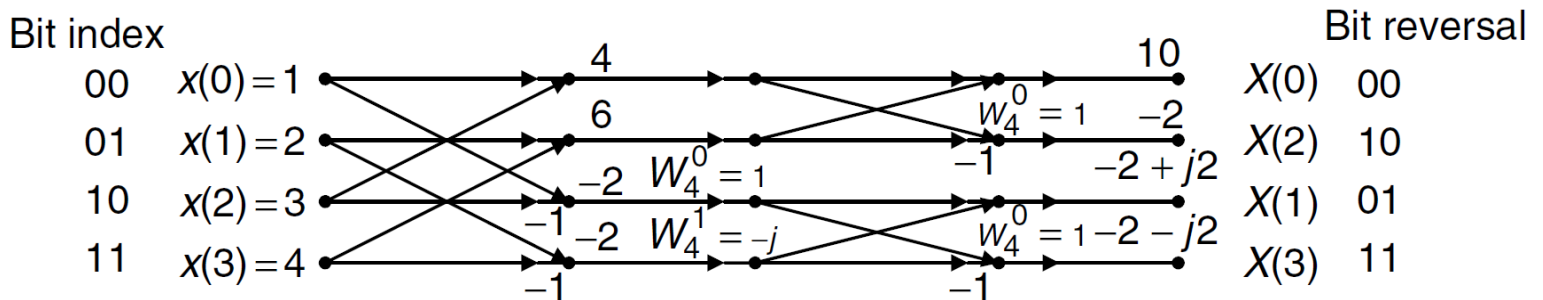 Bit index
Bit reversal
00 x(0) = 1 4 10 X(0) 00
W₄⁰ = 1
01 x(1) = 2 6 −2 X(2) 10
−1
W₄⁰ = 1
10 x(2) = 3 −2 −2 + j2 X(1) 01
−1
W₄¹ = −j
W₄⁰ = 1
11 x(3) = 4 −2 −2 − j2 X(3) 11
−1 −1